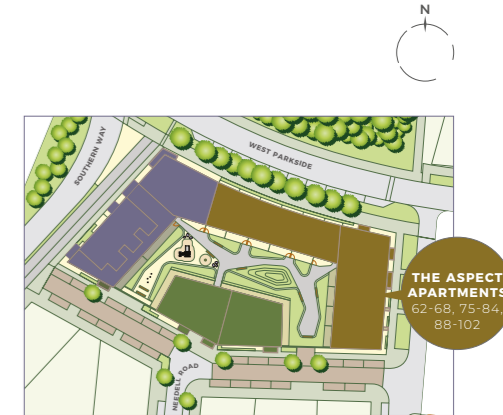 N
SOUTHERN WAY
WEST PARKSIDE
THE ASPECT
APARTMENTS
62-68, 75-84,
88-102
NEEDELL ROAD